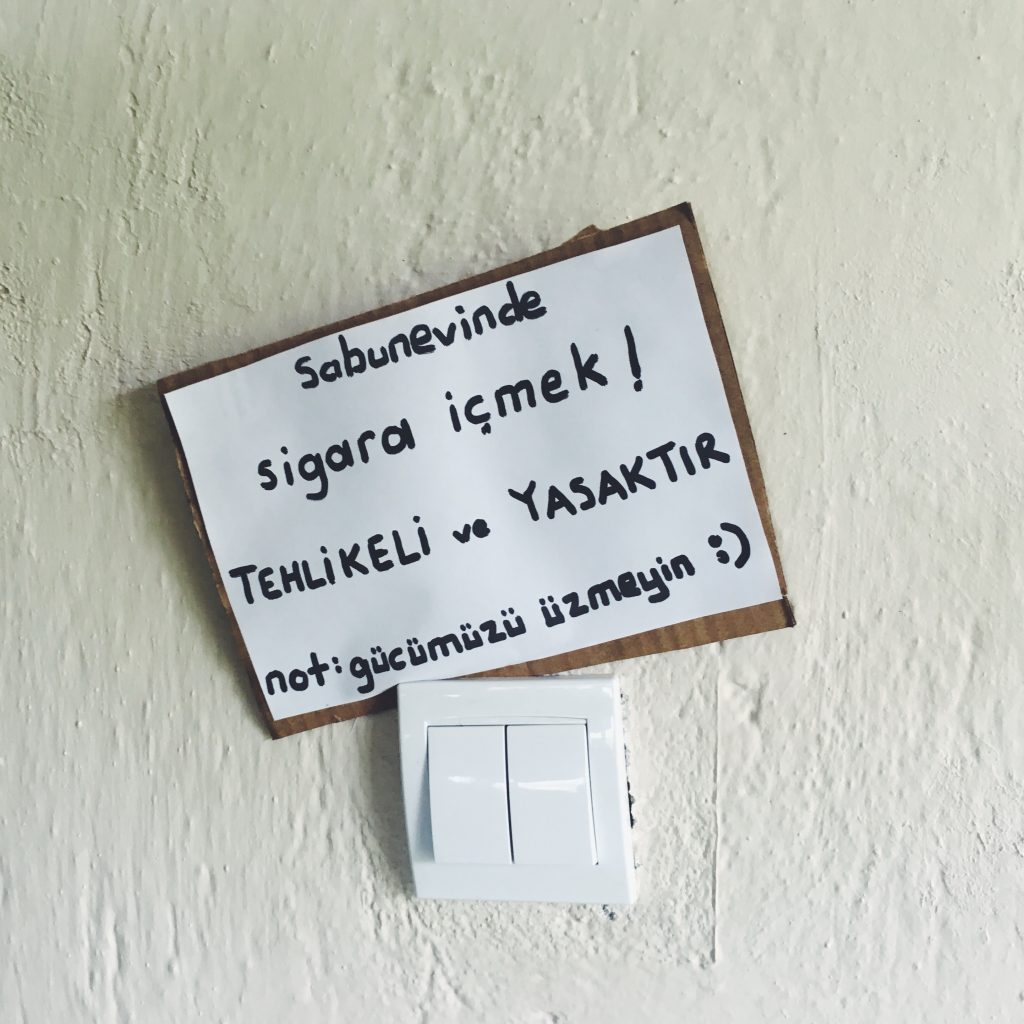 Sabunevinde
sigara içmek!
TEHLİKELİ ve YASAKTIR
not: gücümüzü üzmeyin :)